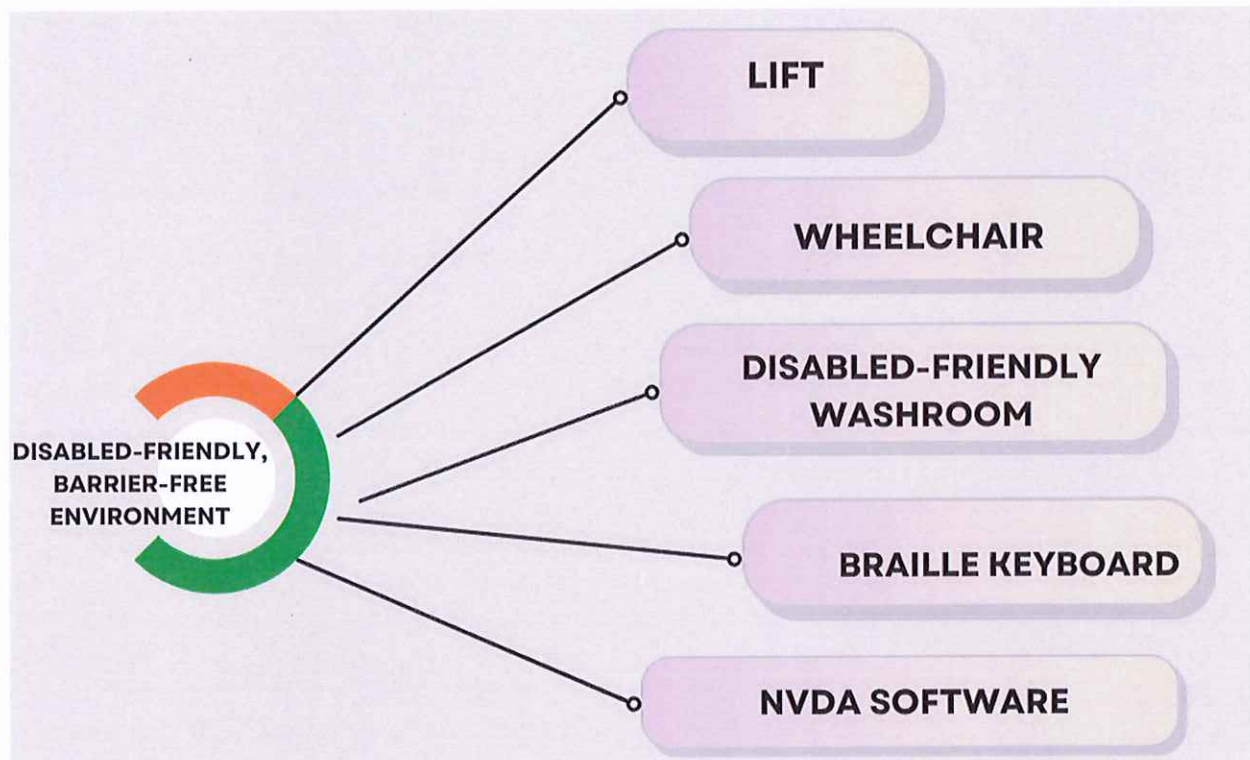 LIFT
WHEELCHAIR
DISABLED-FRIENDLY
WASHROOM
DISABLED-FRIENDLY,
BARRIER-FREE
ENVIRONMENT
BRAILLE KEYBOARD
NVDA SOFTWARE